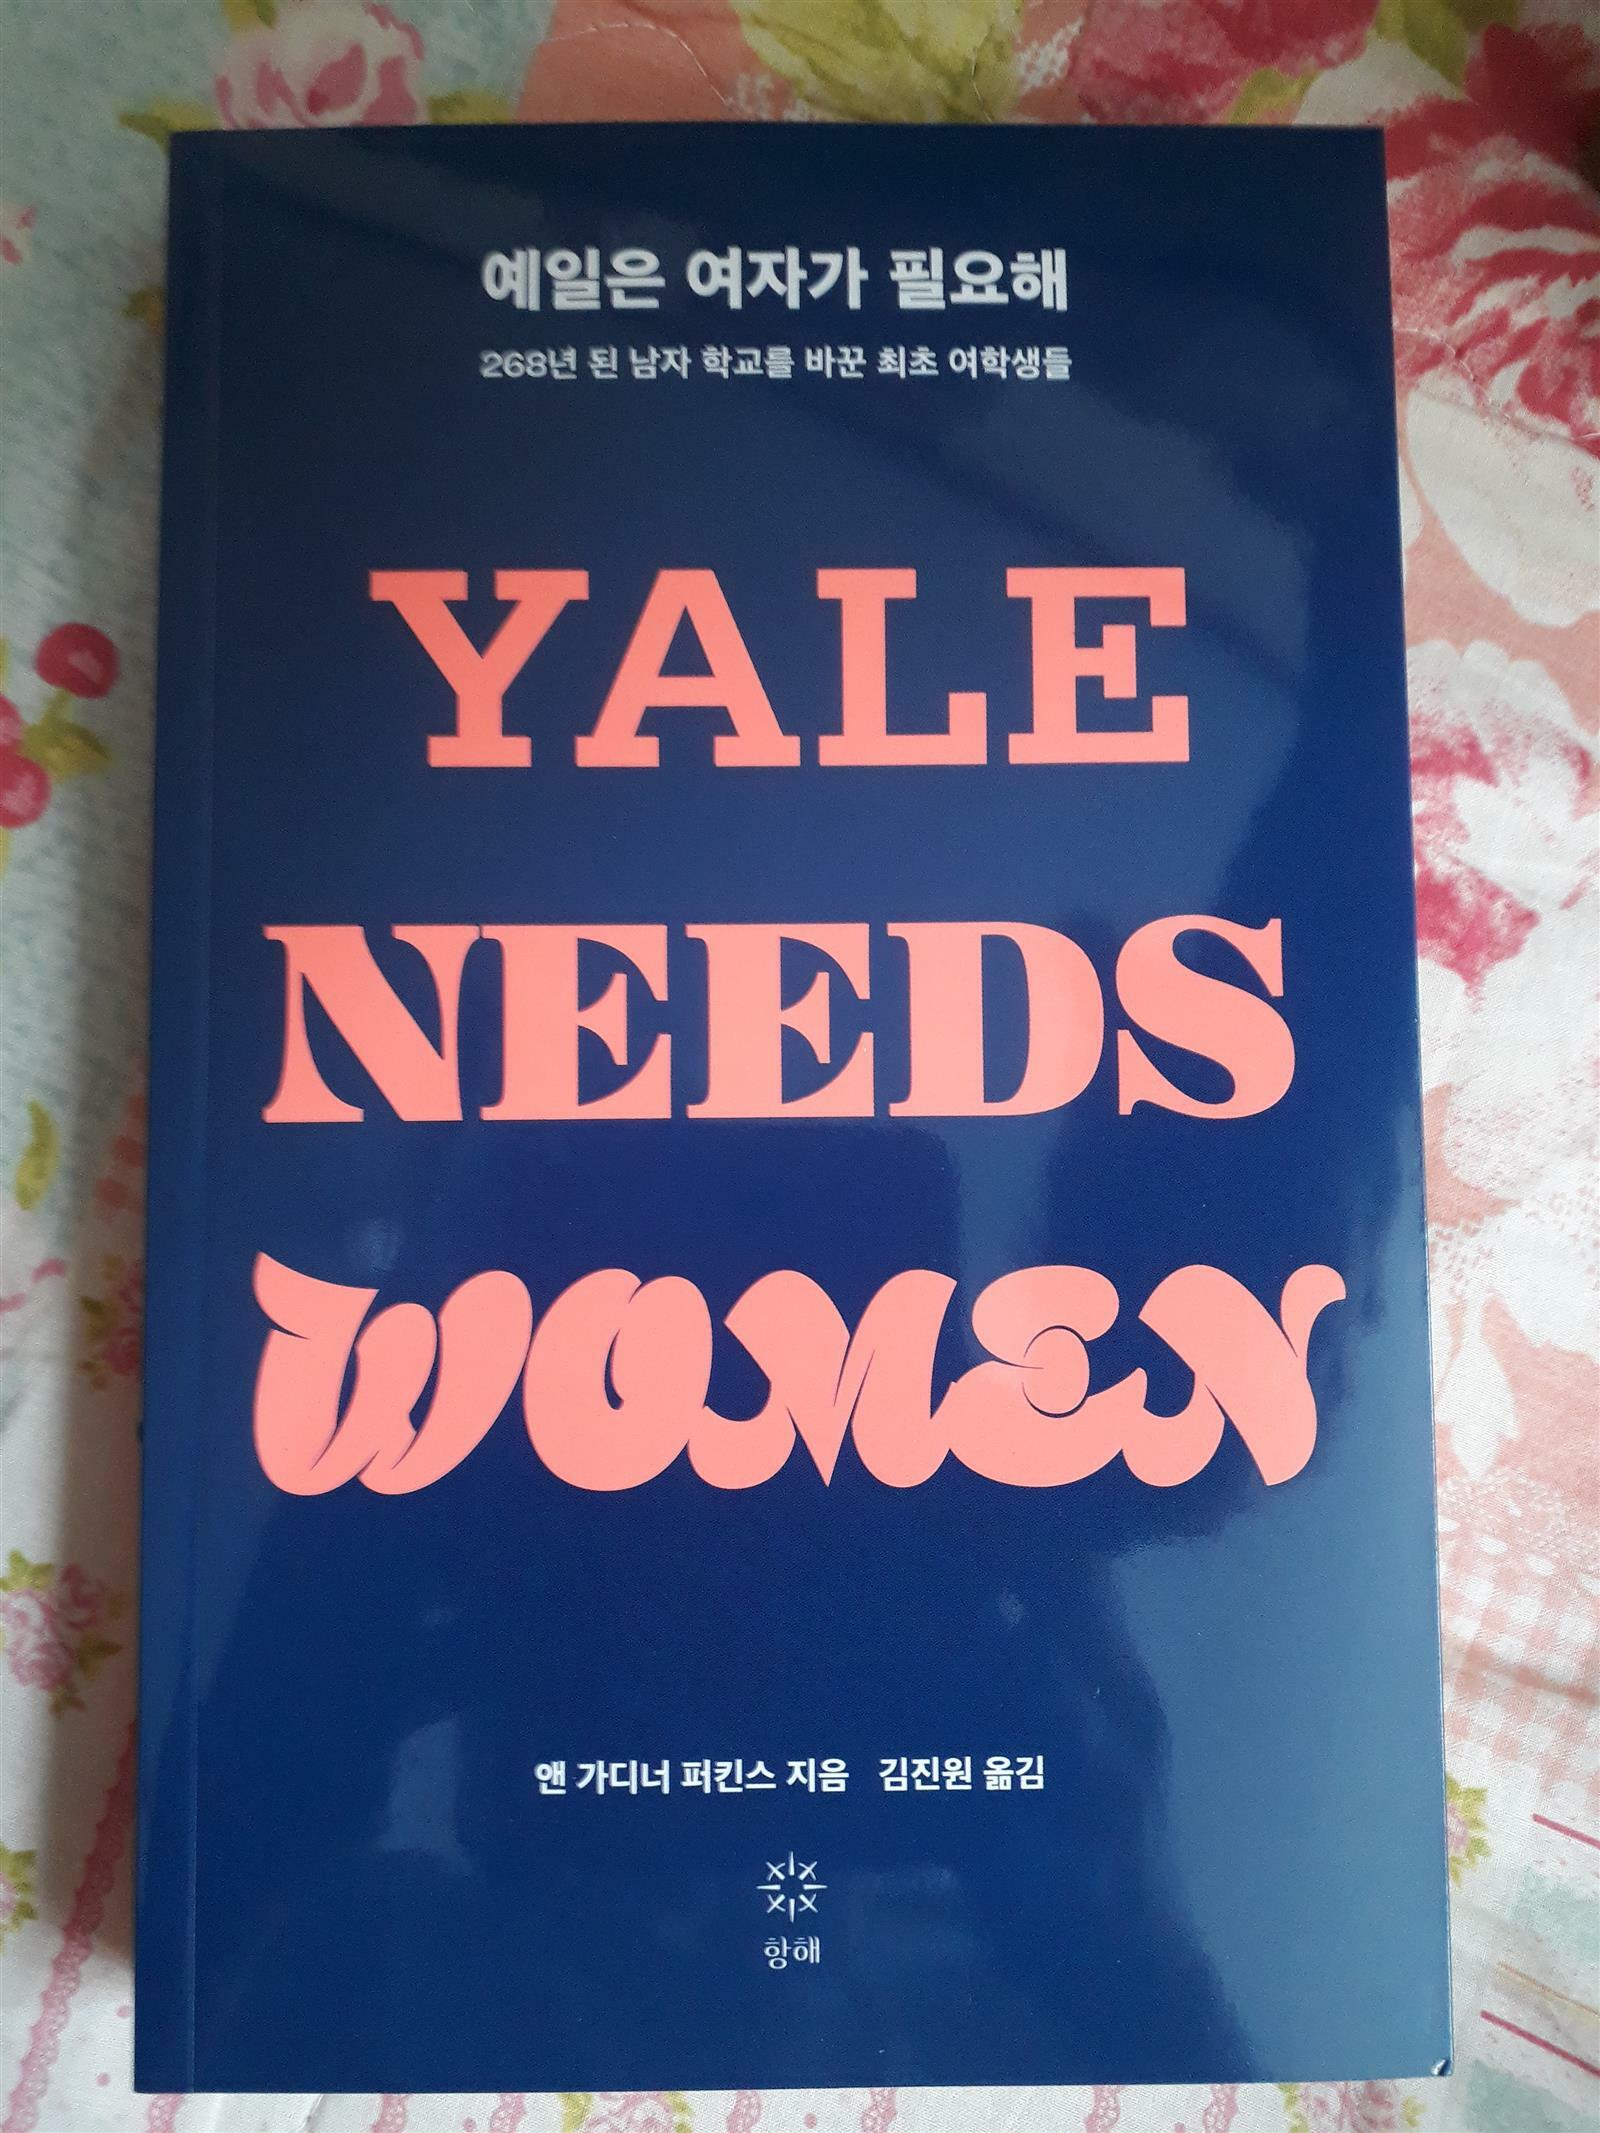 예일은 여자가 필요해
268년 된 남자 학교를 바꾼 최초 여학생들
YALE
NEEDS
WOMEN
앤 가디너 퍼킨스 지음 김진원 옮김
항해